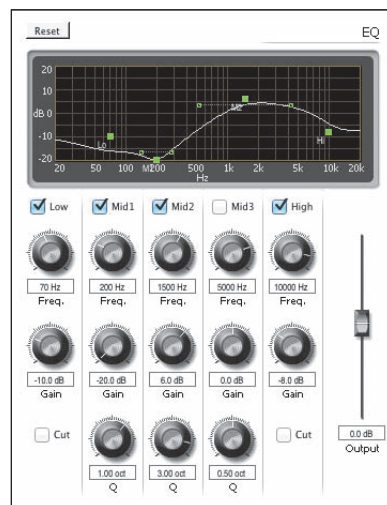 Reset EQ
20
10
dB 0
-10
-20
Lo
M1
M2
Hi
20 50 100 200 500 1k 2k 5k 10k 20k
Hz
Low Mid1 Mid2 Mid3 High
70 Hz 200 Hz 1500 Hz 5000 Hz 10000 Hz
Freq. Freq. Freq. Freq. Freq.
-10.0 dB -20.0 dB 6.0 dB 0.0 dB -8.0 dB
Gain Gain Gain Gain Gain
Cut Cut
1.00 oct 3.00 oct 0.50 oct
Q Q Q
0.0 dB
Output